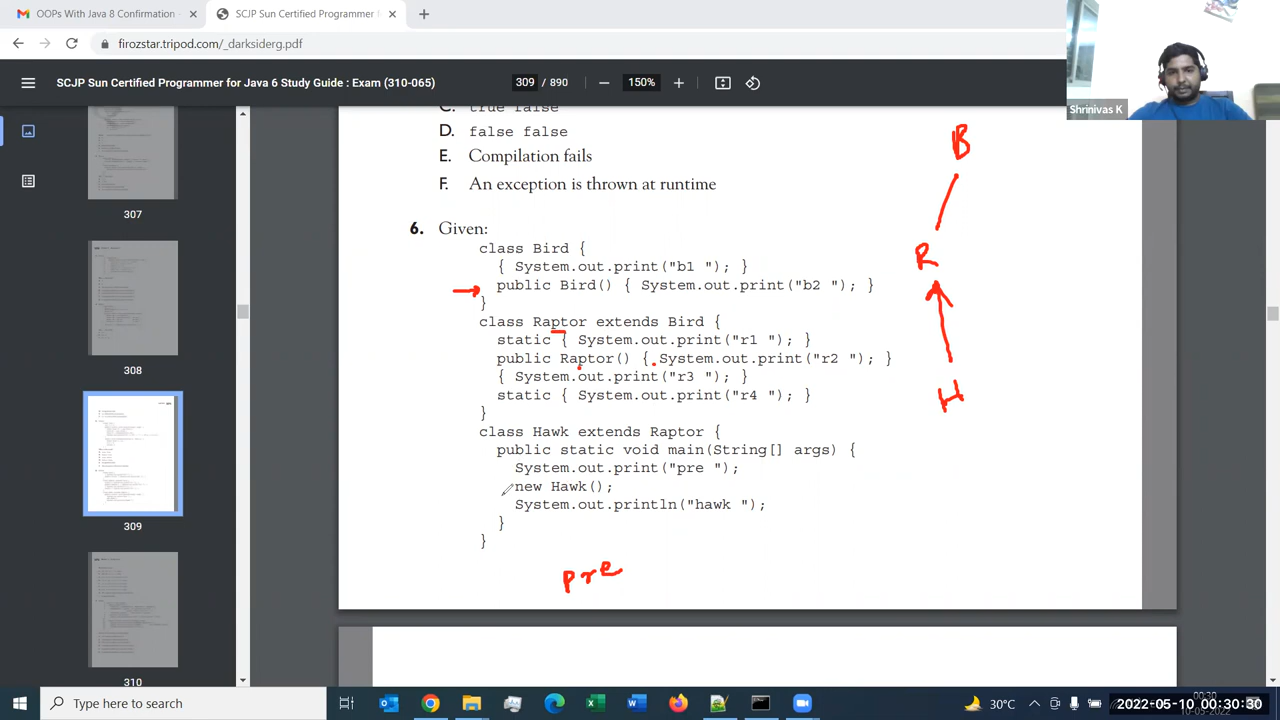 OOPs With Java 8 Confirmation
SCJP Sun Certified Programmer
firozstar.tripod.com/_darksiderg.pdf
SCJP Sun Certified Programmer for Java 6 Study Guide : Exam (310-065)
309 / 890
150%
Shrinivas K
307
308
309
310
C. true false
D. false false
E. Compilation fails
F. An exception is thrown at runtime
6. Given:
class Bird {
{ System.out.print("b1 "); }
public Bird() { System.out.print("b2 "); }
}
class Raptor extends Bird {
static { System.out.print("r1 "); }
public Raptor() { System.out.print("r2 "); }
{ System.out.print("r3 "); }
static { System.out.print("r4 "); }
}
class Hawk extends Raptor {
public static void main(String[] args) {
System.out.print("pre ");
new Hawk();
System.out.println("hawk ");
}
}
pre
B
R
H
Type here to search
30°C
00:30
2022-05-10 00:30:30